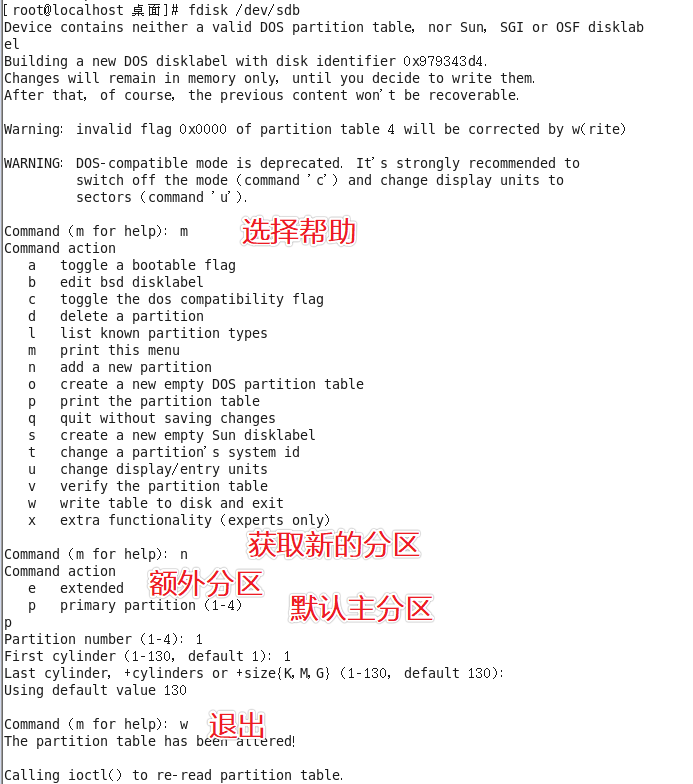 [root@localhost 桌面]# fdisk /dev/sdb
Device contains neither a valid DOS partition table, nor Sun, SGI or OSF disklab
el
Building a new DOS disklabel with disk identifier 0x979343d4.
Changes will remain in memory only, until you decide to write them.
After that, of course, the previous content won't be recoverable.
Warning: invalid flag 0x0000 of partition table 4 will be corrected by w(rite)
WARNING: DOS-compatible mode is deprecated. It's strongly recommended to
switch off the mode (command 'c') and change display units to
sectors (command 'u').
Command (m for help): m 选择帮助
Command action
a toggle a bootable flag
b edit bsd disklabel
c toggle the dos compatibility flag
d delete a partition
l list known partition types
m print this menu
n add a new partition
o create a new empty DOS partition table
p print the partition table
q quit without saving changes
s create a new empty Sun disklabel
t change a partition's system id
u change display/entry units
v verify the partition table
w write table to disk and exit
x extra functionality (experts only)
Command (m for help): n 获取新的分区
Command action
e extended 额外分区
p primary partition (1-4) 默认主分区
p
Partition number (1-4): 1
First cylinder (1-130, default 1): 1
Last cylinder, +cylinders or +size{K,M,G} (1-130, default 130):
Using default value 130
Command (m for help): w 退出
The partition table has been altered!
Calling ioctl() to re-read partition table.